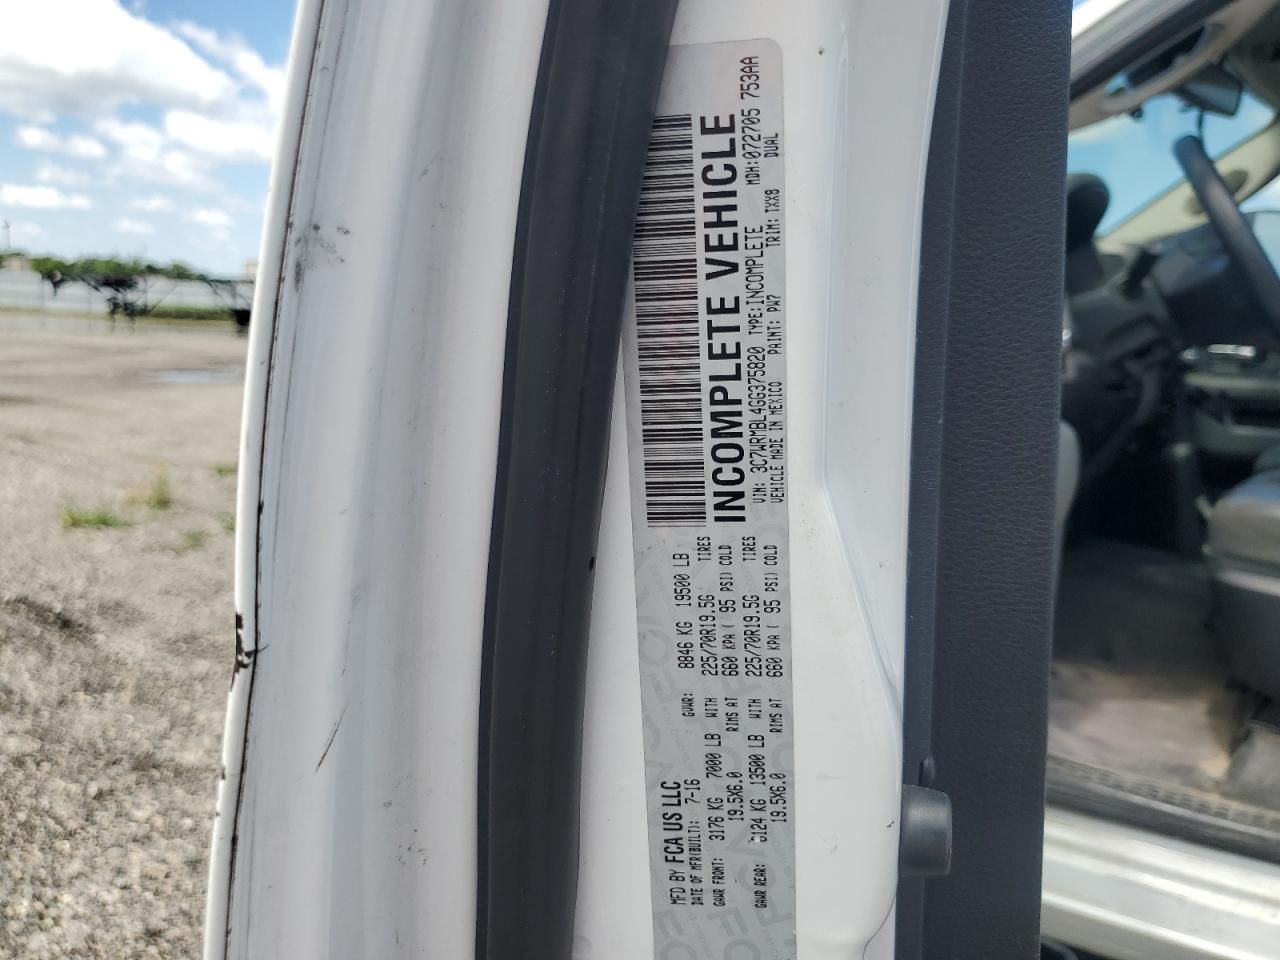 MFD BY FCA US LLC
DATE OF MFR(BUILT): 7-16 GVWR: 8846 KG 19500 LB
GAWR FRONT: 3176 KG 7000 LB WITH 225/70R19.5G TIRES
19.5X6.0 RIMS AT 660 KPA ( 95 PSI) COLD
GAWR REAR: 6124 KG 13500 LB WITH 225/70R19.5G TIRES
19.5X6.0 RIMS AT 660 KPA ( 95 PSI) COLD
INCOMPLETE VEHICLE
VIN: 3C7WRMBL4GG375820 TYPE:INCOMPLETE MDH:072705 753AA
VEHICLE MADE IN MEXICO PAINT: PW7 TRIM: TXX8 DUAL